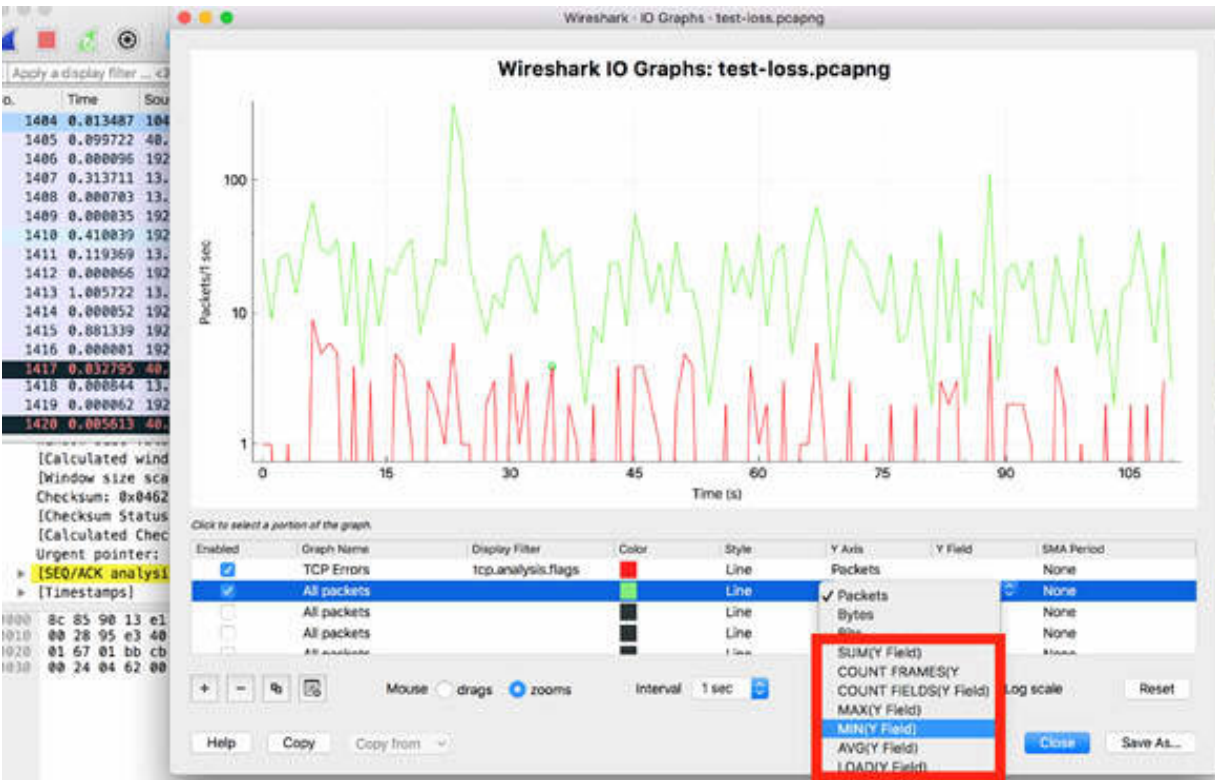 Wireshark · IO Graphs · test-loss.pcapng
Apply a display filter ... <
o. Time Sou
1404 0.013487 104
1405 0.099722 40.
1406 0.000096 192
1407 0.313711 13.
1408 0.000703 13.
1409 0.000035 192
1410 0.410039 192
1411 0.119369 13.
1412 0.000066 192
1413 1.005722 13.
1414 0.000052 192
1415 0.881339 192
1416 0.000001 192
1417 0.032795 40.
1418 0.000844 13.
1419 0.000062 192
1420 0.005613 40.
[Calculated wind
[Window size sca
Checksum: 0x0462
[Checksum Status
[Calculated Chec
Urgent pointer:
[SEQ/ACK analysi
[Timestamps]
0000 8c 85 90 13 e1
0010 00 28 95 e3 40
0020 01 67 01 bb cb
0030 00 24 04 62 00
Wireshark IO Graphs: test-loss.pcapng
Packets/1 sec
100
10
1
0 15 30 45 60 75 90 105
Time (s)
Click to select a portion of the graph.
Enabled Graph Name Display Filter Color Style Y Axis Y Field SMA Period
TCP Errors tcp.analysis.flags Line Packets None
All packets Line None
All packets Line None
All packets Line None
All packets Line None
✓ Packets
Bytes
Bits
SUM(Y Field)
COUNT FRAMES(Y
COUNT FIELDS(Y Field)
MAX(Y Field)
MIN(Y Field)
AVG(Y Field)
LOAD(Y Field)
+ - Mouse drags zooms Interval 1 sec Log scale Reset
Help Copy Copy from Close Save As...